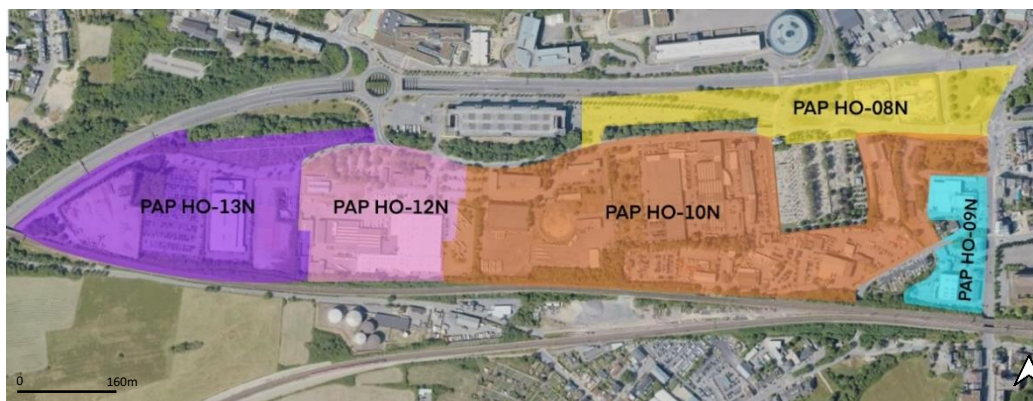 PAP HO-08N
PAP HO-13N
PAP HO-12N
PAP HO-10N
PAP HO-09N
0 160m